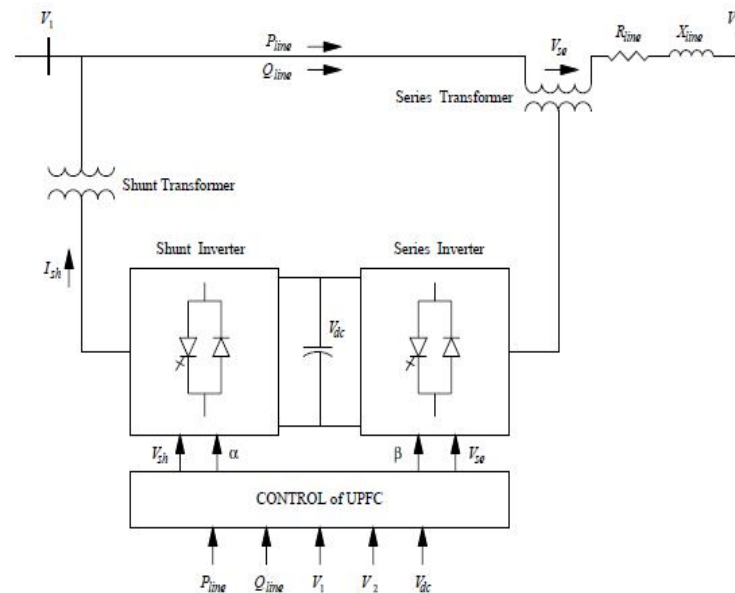 V1
Pline
Qline
Vse
Rline
Xline
V
Series Transformer
Shunt Transformer
Ish
Shunt Inverter
Series Inverter
Vdc
Vsh
α
β
Vse
CONTROL of UPFC
Pline
Qline
V1
V2
Vdc